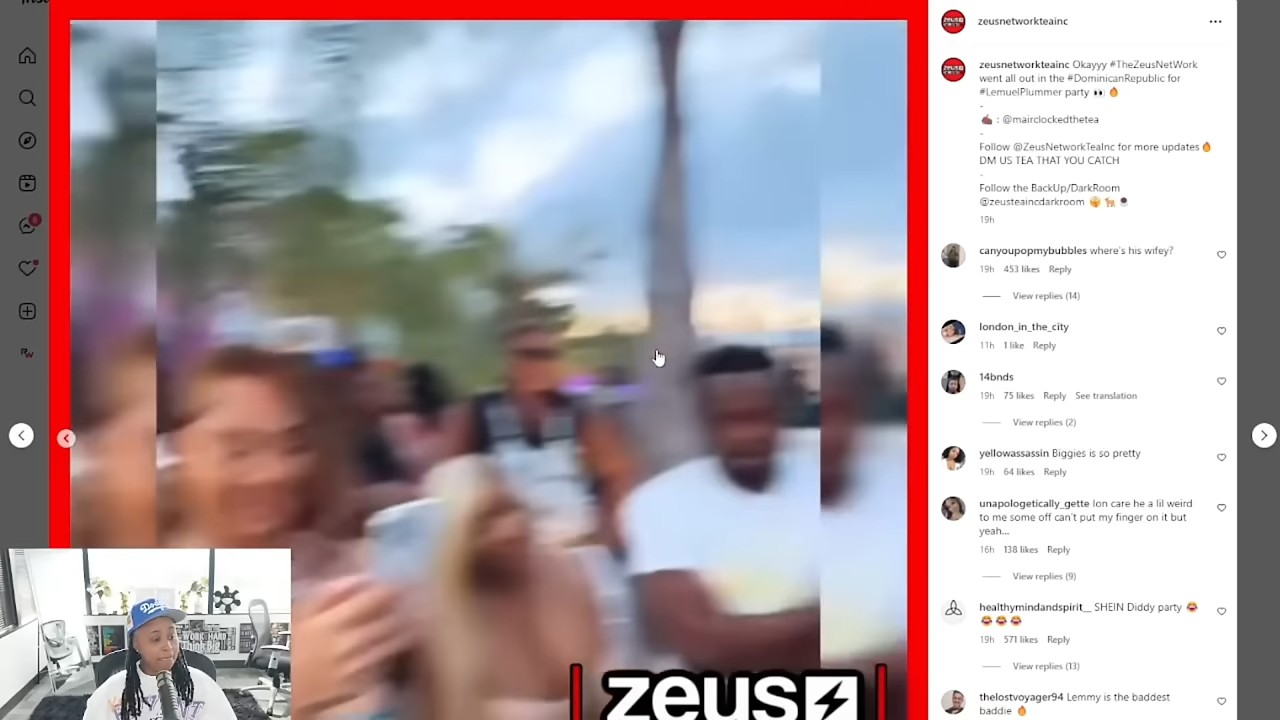 zeusnetworkteainc
zeusnetworkteainc Okayyy #TheZeusNetWork
went all out in the #DominicanRepublic for
#LemuelPlummer party 👀 🔥
-
: @mairclockedthetea
-
Follow @ZeusNetworkTeaInc for more updates🔥
DM US TEA THAT YOU CATCH
-
Follow the BackUp/DarkRoom
@zeusteaincdarkroom
19h
canyoupopmybubbles where's his wifey?
19h 453 likes Reply
View replies (14)
london_in_the_city
11h 1 like Reply
14bnds
19h 75 likes Reply See translation
View replies (2)
yellowassassin Biggies is so pretty
19h 64 likes Reply
unapologetically_gette Ion care he a lil weird
to me some off can't put my finger on it but
yeah...
16h 138 likes Reply
View replies (9)
healthymindandspirit__ SHEIN Diddy party 😂
😂😂😂
19h 571 likes Reply
View replies (13)
thelostvoyager94 Lemmy is the baddest
baddie 🔥
RW
zeus
WORK HARD